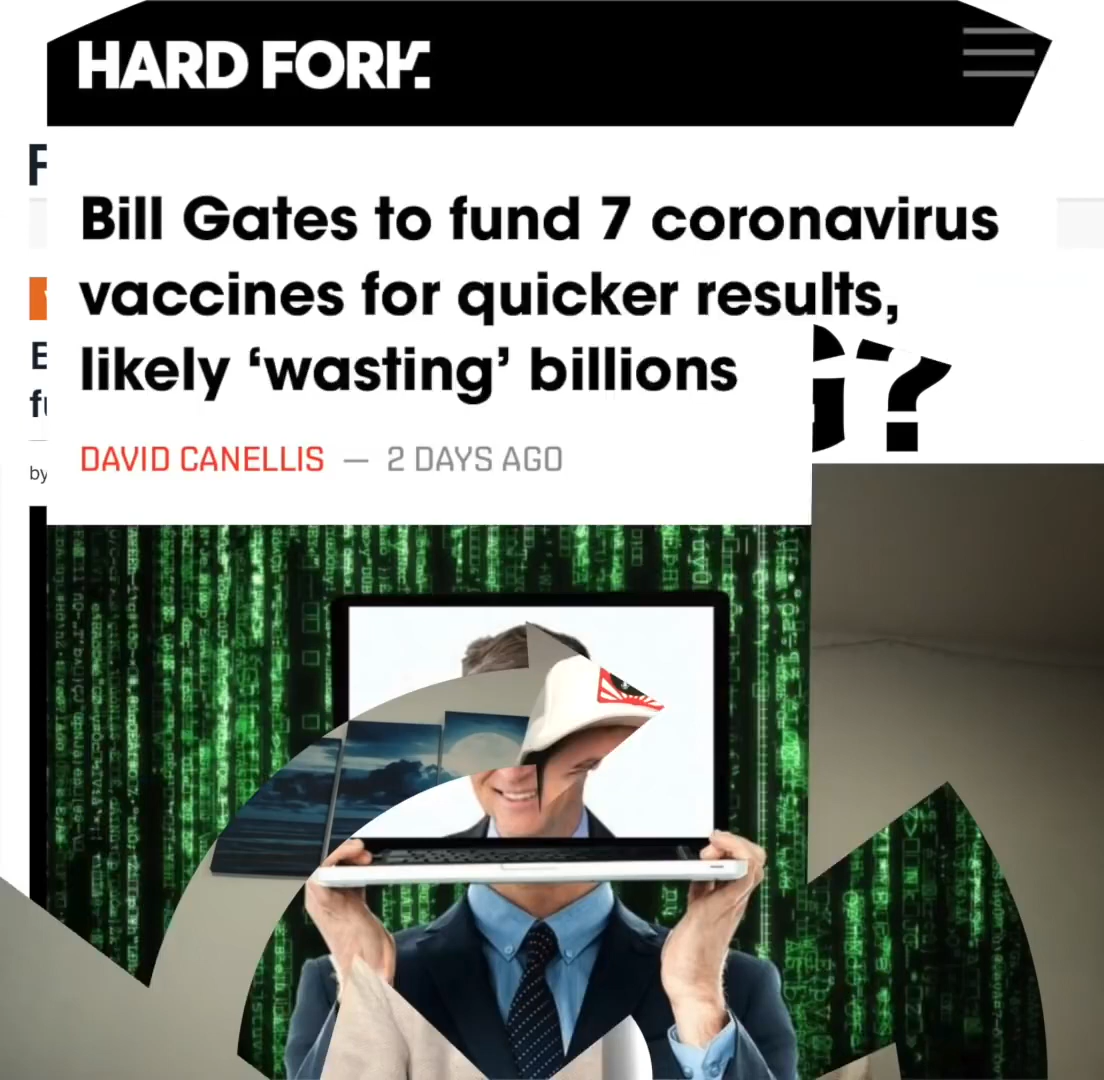 HARD FORK.
Bill Gates to fund 7 coronavirus
vaccines for quicker results,
likely ‘wasting’ billions
DAVID CANELLIS — 2 DAYS AGO
by